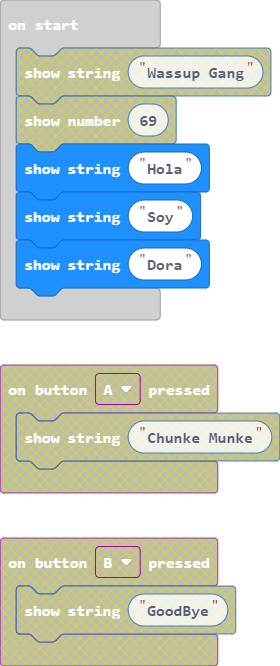 on start
show string "Wassup Gang"
show number 69
show string "Hola"
show string "Soy"
show string "Dora"
on button A pressed
show string "Chunke Munke"
on button B pressed
show string "GoodBye"